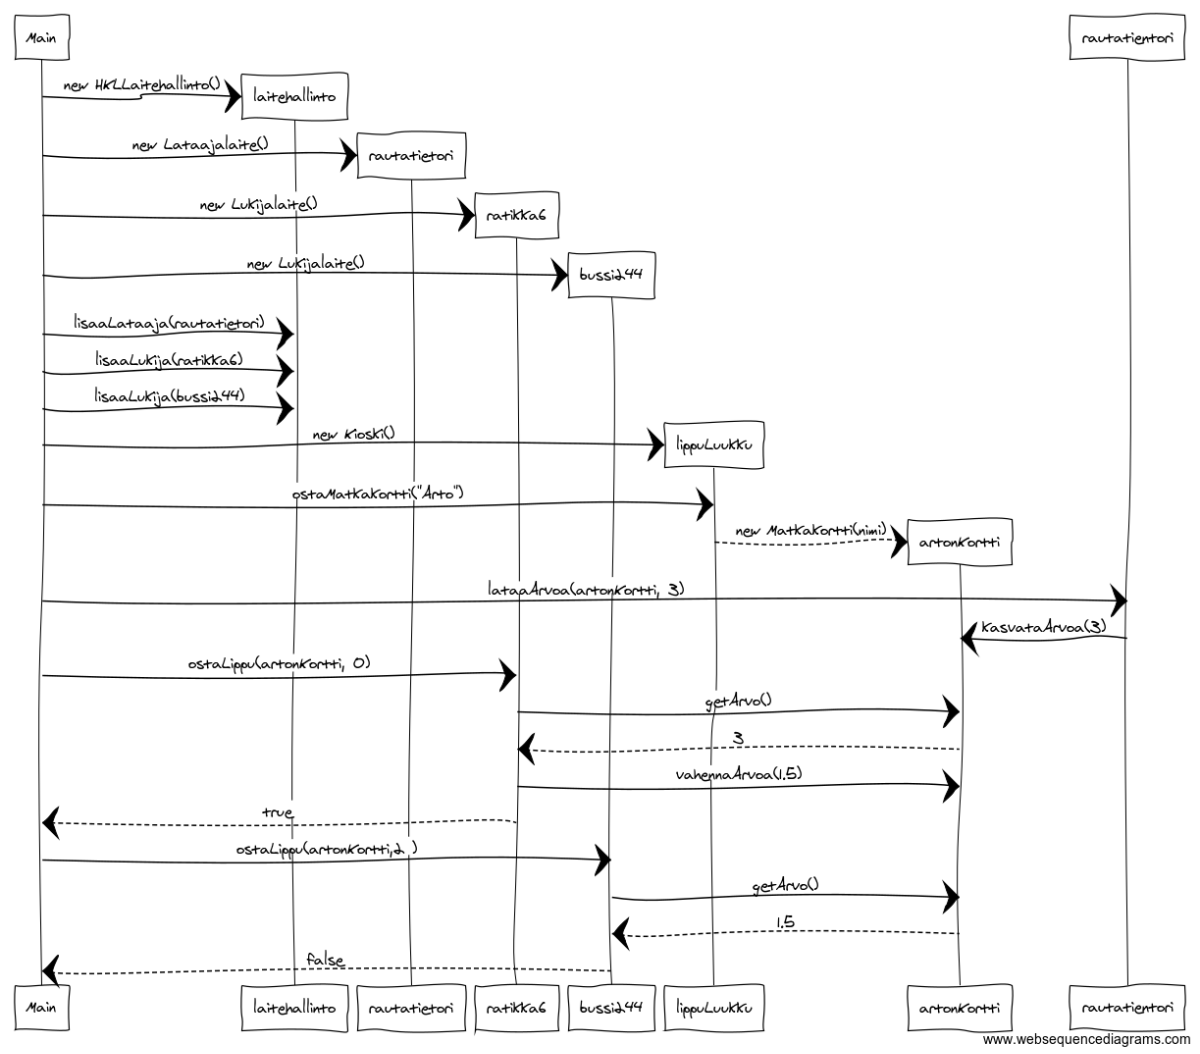 Main
rautatientori
new HKLLaitehallinto()
laitehallinto
new Lataajalaite()
rautatietori
new Lukijalaite()
ratikka6
new Lukijalaite()
bussi244
lisaaLataaja(rautatietori)
lisaaLukija(ratikka6)
lisaaLukija(bussi244)
new Kioski()
lippuLuukku
ostaMatkakortti("Arto")
new Matkakortti(nimi)
artonKortti
lataaArvoa(artonKortti, 3)
kasvataArvoa(3)
ostaLippu(artonKortti, 0)
getArvo()
3
vahennaArvoa(1.5)
true
ostaLippu(artonKortti,2 )
getArvo()
1.5
false
Main
laitehallinto
rautatietori
ratikka6
bussi244
lippuLuukku
artonKortti
rautatientori
www.websequencediagrams.com